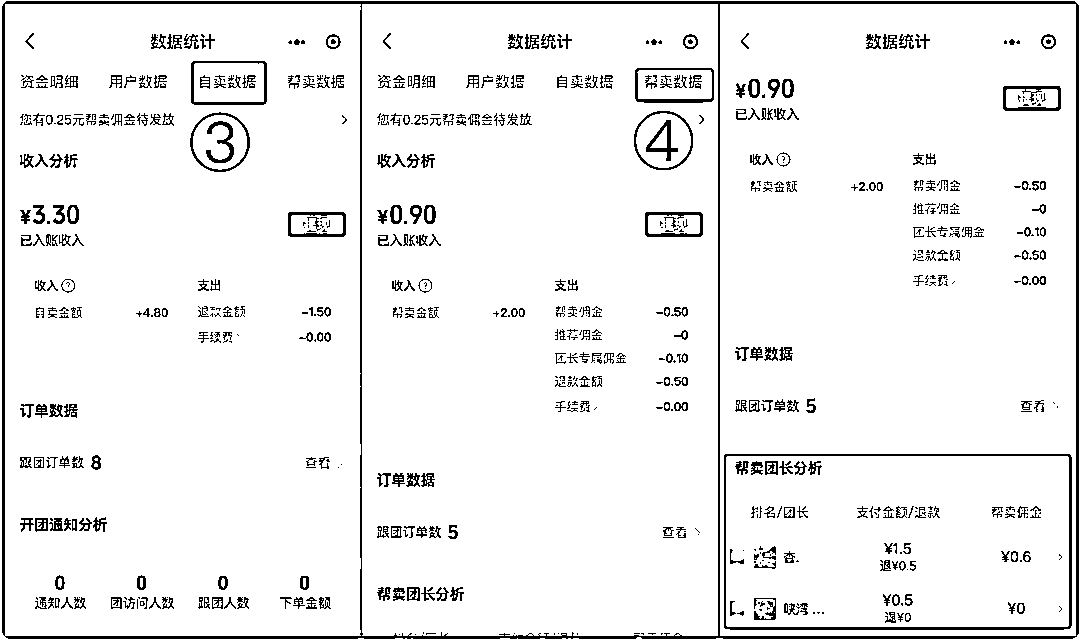 数据统计
资金明细 用户数据 自卖数据 帮卖数据
您有0.25元帮卖佣金待发放
③
收入分析
¥3.30
提现
已入账收入
收入? 支出
自卖金额 +4.80 退款金额 -1.50
手续费 -0.00
订单数据
跟团订单数 8 查看
开团通知分析
0 0 0 0
通知人数 团访问人数 跟团人数 下单金额
数据统计
资金明细 用户数据 自卖数据 帮卖数据
您有0.25元帮卖佣金待发放
④
收入分析
¥0.90
提现
已入账收入
收入? 支出
帮卖金额 +2.00 帮卖佣金 -0.50
推荐佣金 -0
团长专属佣金 -0.10
退款金额 -0.50
手续费 -0.00
订单数据
跟团订单数 5 查看
帮卖团长分析
数据统计
¥0.90
提现
已入账收入
收入? 支出
帮卖金额 +2.00 帮卖佣金 -0.50
推荐佣金 -0
团长专属佣金 -0.10
退款金额 -0.50
手续费 -0.00
订单数据
跟团订单数 5 查看
帮卖团长分析
排名/团长 支付金额/退款 帮卖佣金
杏. ¥1.5 ¥0.6
退¥0.5
峡湾 ... ¥0.5 ¥0
退¥0